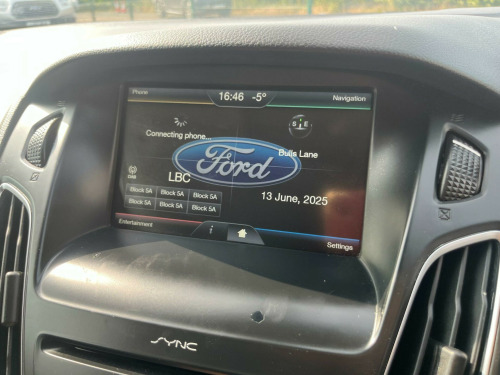 Phone
16:46 -5°
Navigation
Connecting phone...
S E
Bulls Lane
Ford
DAB
LBC
Block 5A Block 5A Block 5A
Block 5A Block 5A Block 5A
13 June, 2025
Entertainment
i
Settings
SYNC